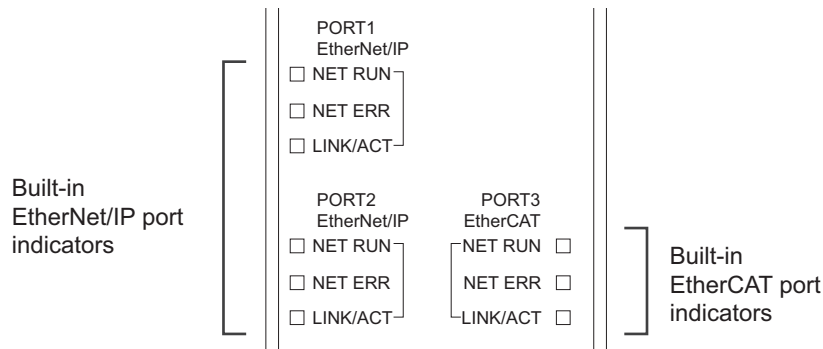 PORT1
EtherNet/IP
NET RUN
NET ERR
LINK/ACT
Built-in
EtherNet/IP port
indicators
PORT2
EtherNet/IP
NET RUN
NET ERR
LINK/ACT
PORT3
EtherCAT
NET RUN
NET ERR
LINK/ACT
Built-in
EtherCAT port
indicators